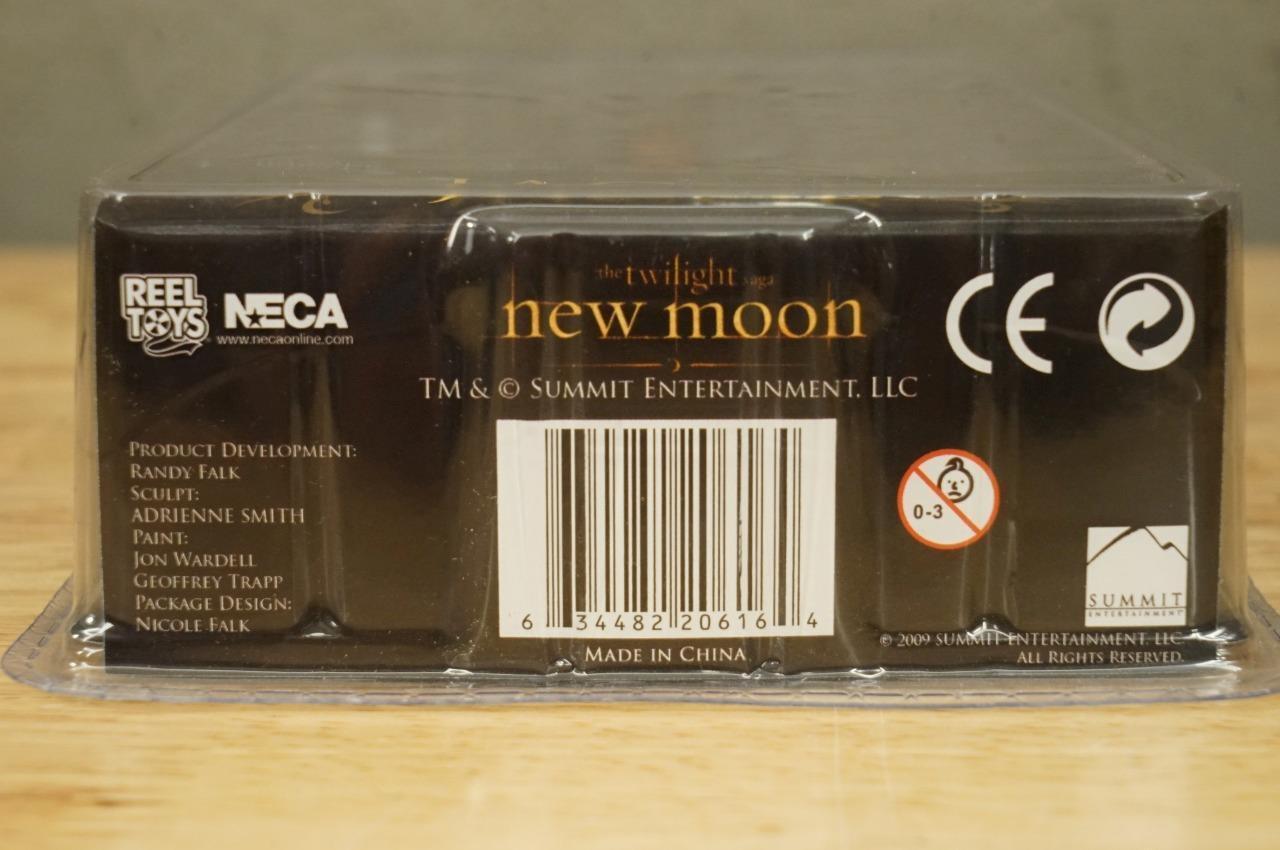 REEL
TOYS
NECA
www.necaonline.com
the twilight saga
new moon
TM & © SUMMIT ENTERTAINMENT, LLC
CE
PRODUCT DEVELOPMENT:
RANDY FALK
SCULPT:
ADRIENNE SMITH
PAINT:
JON WARDELL
GEOFFREY TRAPP
PACKAGE DESIGN:
NICOLE FALK
6 34482 20616 4
MADE IN CHINA
0-3
SUMMIT
ENTERTAINMENT
© 2009 SUMMIT ENTERTAINMENT, LLC
ALL RIGHTS RESERVED.